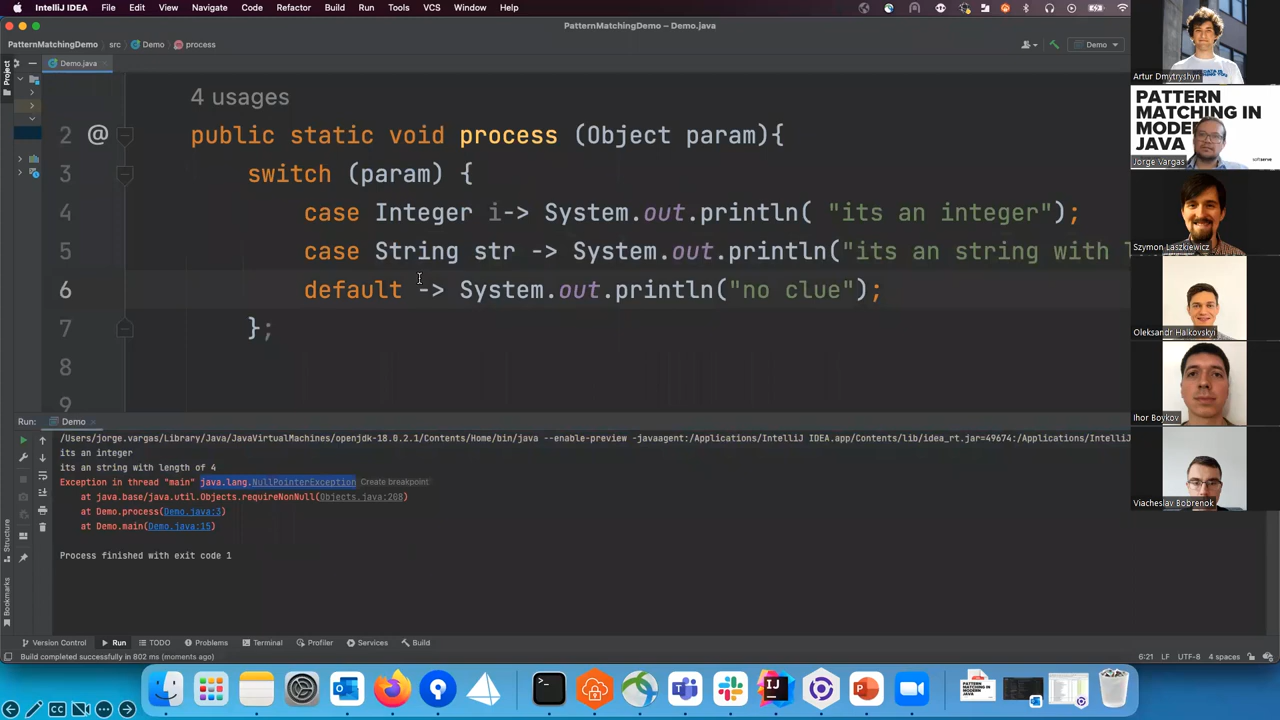 IntelliJ IDEA File Edit View Navigate Code Refactor Build Run Tools VCS Window Help
PatternMatchingDemo – Demo.java
PatternMatchingDemo src Demo process Demo
Project
Demo.java
4 usages
2 @ public static void process (Object param){
3 switch (param) {
4 case Integer i-> System.out.println( "its an integer");
5 case String str -> System.out.println("its an string with
6 default -> System.out.println("no clue");
7 };
8
9
Run: Demo
/Users/jorge.vargas/Library/Java/JavaVirtualMachines/openjdk-18.0.2.1/Contents/Home/bin/java --enable-preview -javaagent:/Applications/IntelliJ IDEA.app/Contents/lib/idea_rt.jar=49674:/Applications/IntelliJ
its an integer
its an string with length of 4
Exception in thread "main" java.lang.NullPointerException Create breakpoint
at java.base/java.util.Objects.requireNonNull(Objects.java:208)
at Demo.process(Demo.java:3)
at Demo.main(Demo.java:15)
Process finished with exit code 1
Structure
Bookmarks
Version Control Run TODO Problems Terminal Profiler Services Build
Build completed successfully in 802 ms (moments ago) 6:21 LF UTF-8 4 spaces
Artur Dmytryshyn
PATTERN
MATCHING IN
MODERN
JAVA
softserve
Jorge Vargas
Szymon Laszkiewicz
Oleksandr Halkovskyi
Ihor Boykov
Viacheslav Bobrenok